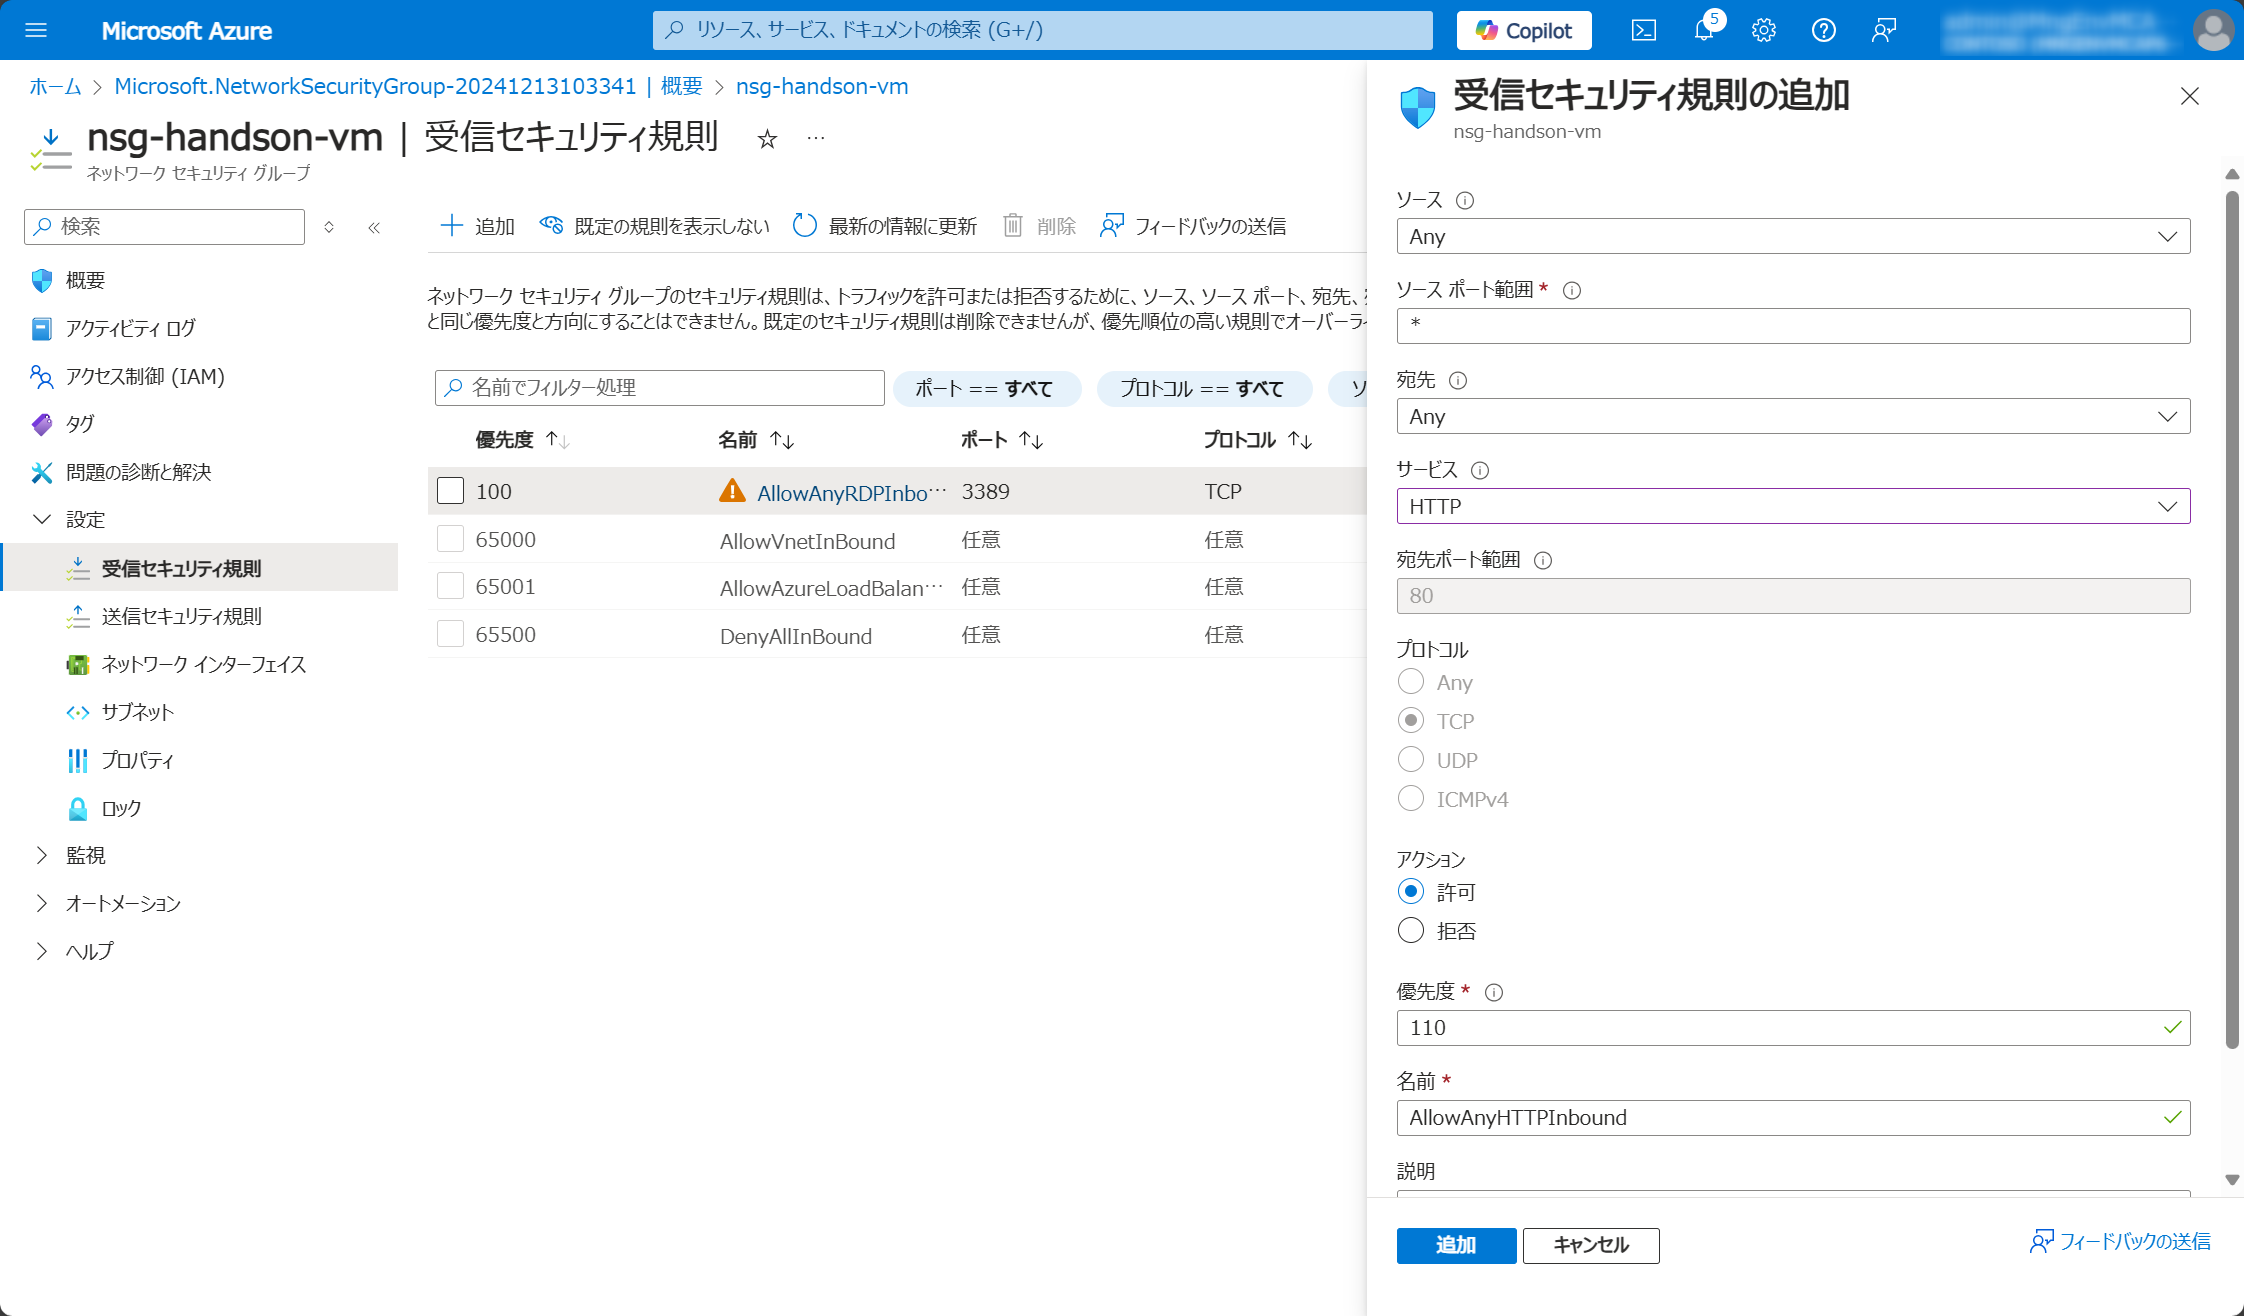 Microsoft Azure
リソース、サービス、ドキュメントの検索 (G+/)
Copilot
5
ホーム > Microsoft.NetworkSecurityGroup-20241213103341 | 概要 > nsg-handson-vm
nsg-handson-vm | 受信セキュリティ規則
ネットワーク セキュリティ グループ
検索
概要
アクティビティ ログ
アクセス制御 (IAM)
タグ
問題の診断と解決
設定
受信セキュリティ規則
送信セキュリティ規則
ネットワーク インターフェイス
サブネット
プロパティ
ロック
監視
オートメーション
ヘルプ
追加 既定の規則を表示しない 最新の情報に更新 削除 フィードバックの送信
ネットワーク セキュリティ グループのセキュリティ規則は、トラフィックを許可または拒否するために、ソース、ソース ポート、宛先、
と同じ優先度と方向にすることはできません。既定のセキュリティ規則は削除できませんが、優先順位の高い規則でオーバーライ
名前でフィルター処理 ポート == すべて プロトコル == すべて ソ
優先度 名前 ポート プロトコル
100 AllowAnyRDPInbo… 3389 TCP
65000 AllowVnetInBound 任意 任意
65001 AllowAzureLoadBalan… 任意 任意
65500 DenyAllInBound 任意 任意
受信セキュリティ規則の追加
nsg-handson-vm
ソース
Any
ソース ポート範囲 *
*
宛先
Any
サービス
HTTP
宛先ポート範囲
80
プロトコル
Any
TCP
UDP
ICMPv4
アクション
許可
拒否
優先度 *
110
名前 *
AllowAnyHTTPInbound
説明
追加 キャンセル フィードバックの送信